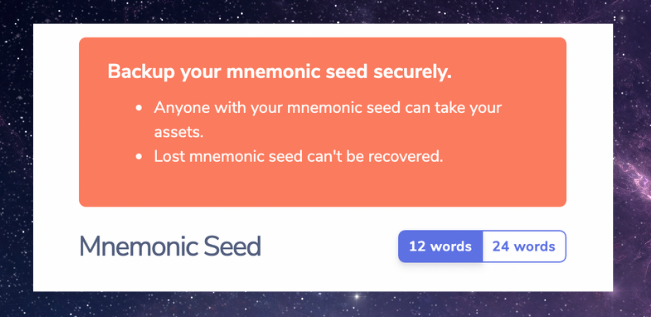 Backup your mnemonic seed securely.
• Anyone with your mnemonic seed can take your
assets.
• Lost mnemonic seed can't be recovered.
Mnemonic Seed
12 words 24 words